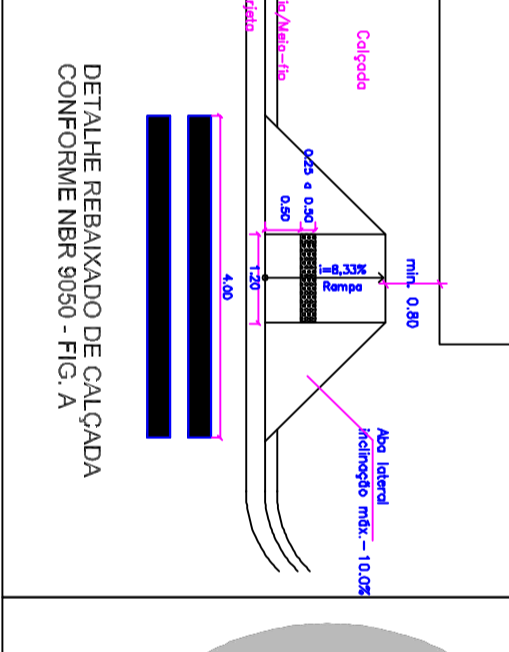 Calçada
ia/Meia-fio
rjeta
min. 0.80
0.25 a 0.50
0.50
i=8,33%
Rampa
1.20
4.00
Aba lateral
inclinação máx.- 10.0%
DETALHE REBAIXADO DE CALÇADA
CONFORME NBR 9050 - FIG. A